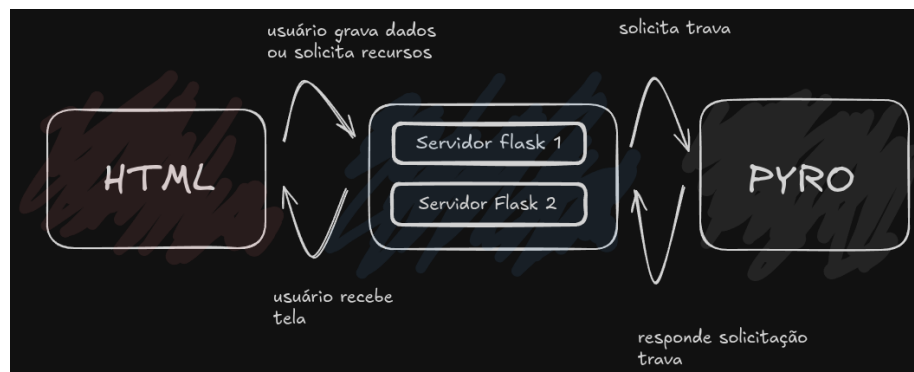 usuário grava dados
ou solicita recursos
solicita trava
HTML
Servidor flask 1
Servidor Flask 2
PYRO
usuário recebe
tela
responde solicitação
trava